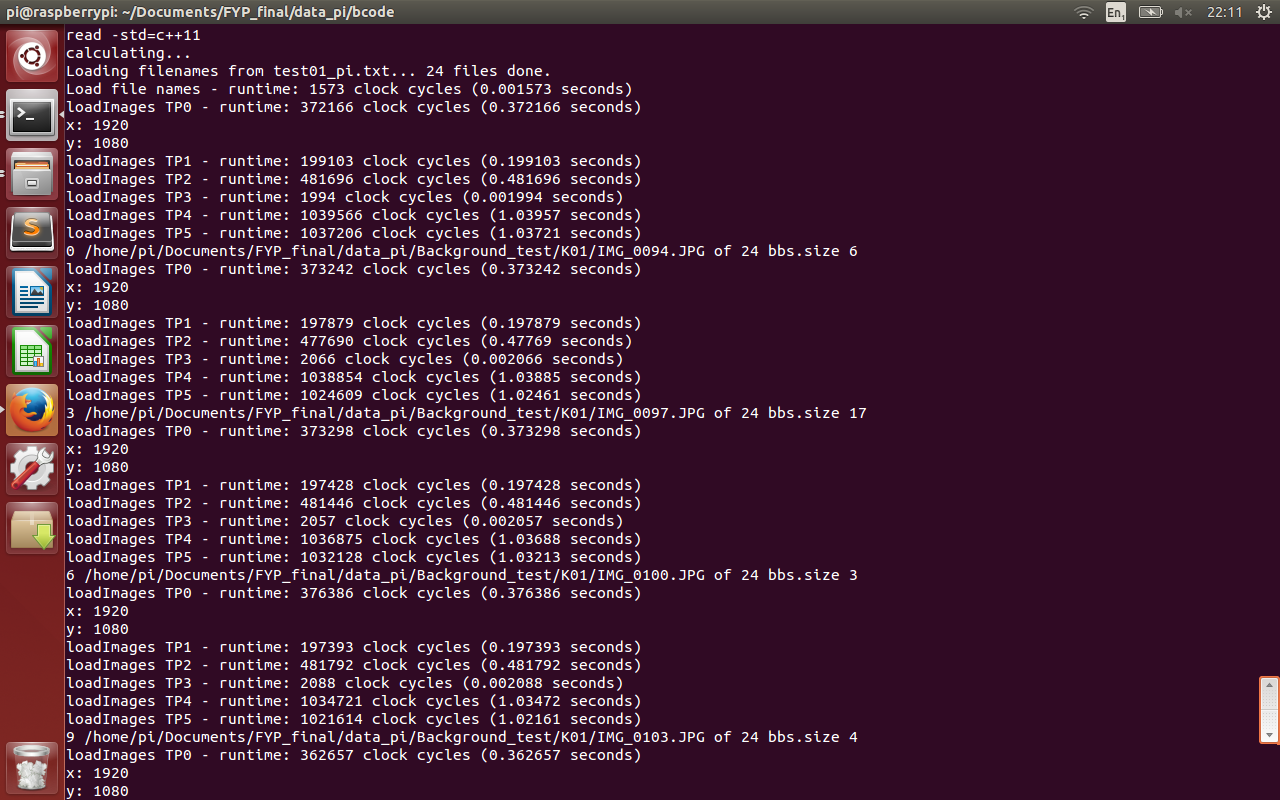 pi@raspberrypi: ~/Documents/FYP_final/data_pi/bcode
En1
22:11
read -std=c++11
calculating...
Loading filenames from test01_pi.txt... 24 files done.
Load file names - runtime: 1573 clock cycles (0.001573 seconds)
loadImages TP0 - runtime: 372166 clock cycles (0.372166 seconds)
x: 1920
y: 1080
loadImages TP1 - runtime: 199103 clock cycles (0.199103 seconds)
loadImages TP2 - runtime: 481696 clock cycles (0.481696 seconds)
loadImages TP3 - runtime: 1994 clock cycles (0.001994 seconds)
loadImages TP4 - runtime: 1039566 clock cycles (1.03957 seconds)
loadImages TP5 - runtime: 1037206 clock cycles (1.03721 seconds)
0 /home/pi/Documents/FYP_final/data_pi/Background_test/K01/IMG_0094.JPG of 24 bbs.size 6
loadImages TP0 - runtime: 373242 clock cycles (0.373242 seconds)
x: 1920
y: 1080
loadImages TP1 - runtime: 197879 clock cycles (0.197879 seconds)
loadImages TP2 - runtime: 477690 clock cycles (0.47769 seconds)
loadImages TP3 - runtime: 2066 clock cycles (0.002066 seconds)
loadImages TP4 - runtime: 1038854 clock cycles (1.03885 seconds)
loadImages TP5 - runtime: 1024609 clock cycles (1.02461 seconds)
3 /home/pi/Documents/FYP_final/data_pi/Background_test/K01/IMG_0097.JPG of 24 bbs.size 17
loadImages TP0 - runtime: 373298 clock cycles (0.373298 seconds)
x: 1920
y: 1080
loadImages TP1 - runtime: 197428 clock cycles (0.197428 seconds)
loadImages TP2 - runtime: 481446 clock cycles (0.481446 seconds)
loadImages TP3 - runtime: 2057 clock cycles (0.002057 seconds)
loadImages TP4 - runtime: 1036875 clock cycles (1.03688 seconds)
loadImages TP5 - runtime: 1032128 clock cycles (1.03213 seconds)
6 /home/pi/Documents/FYP_final/data_pi/Background_test/K01/IMG_0100.JPG of 24 bbs.size 3
loadImages TP0 - runtime: 376386 clock cycles (0.376386 seconds)
x: 1920
y: 1080
loadImages TP1 - runtime: 197393 clock cycles (0.197393 seconds)
loadImages TP2 - runtime: 481792 clock cycles (0.481792 seconds)
loadImages TP3 - runtime: 2088 clock cycles (0.002088 seconds)
loadImages TP4 - runtime: 1034721 clock cycles (1.03472 seconds)
loadImages TP5 - runtime: 1021614 clock cycles (1.02161 seconds)
9 /home/pi/Documents/FYP_final/data_pi/Background_test/K01/IMG_0103.JPG of 24 bbs.size 4
loadImages TP0 - runtime: 362657 clock cycles (0.362657 seconds)
x: 1920
y: 1080